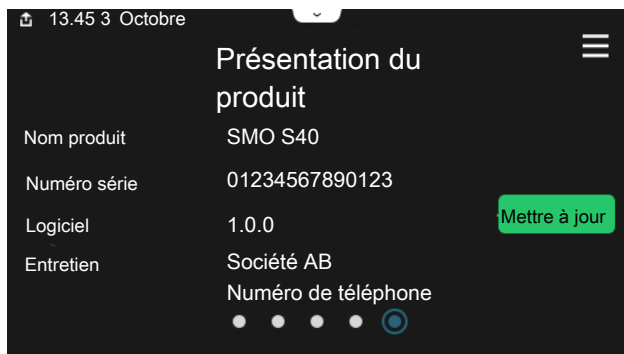 13.45 3 Octobre
Présentation du
produit
Nom produit SMO S40
Numéro série 01234567890123
Logiciel 1.0.0 Mettre à jour
Entretien Société AB
Numéro de téléphone